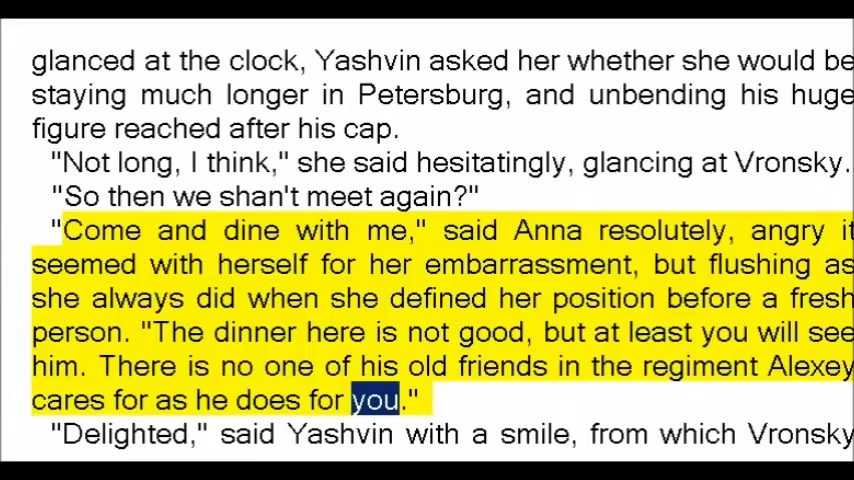 glanced at the clock, Yashvin asked her whether she would be
staying much longer in Petersburg, and unbending his huge
figure reached after his cap.
"Not long, I think," she said hesitatingly, glancing at Vronsky.
"So then we shan't meet again?"
"Come and dine with me," said Anna resolutely, angry it
seemed with herself for her embarrassment, but flushing as
she always did when she defined her position before a fresh
person. "The dinner here is not good, but at least you will see
him. There is no one of his old friends in the regiment Alexey
cares for as he does for you."
"Delighted," said Yashvin with a smile, from which Vronsky